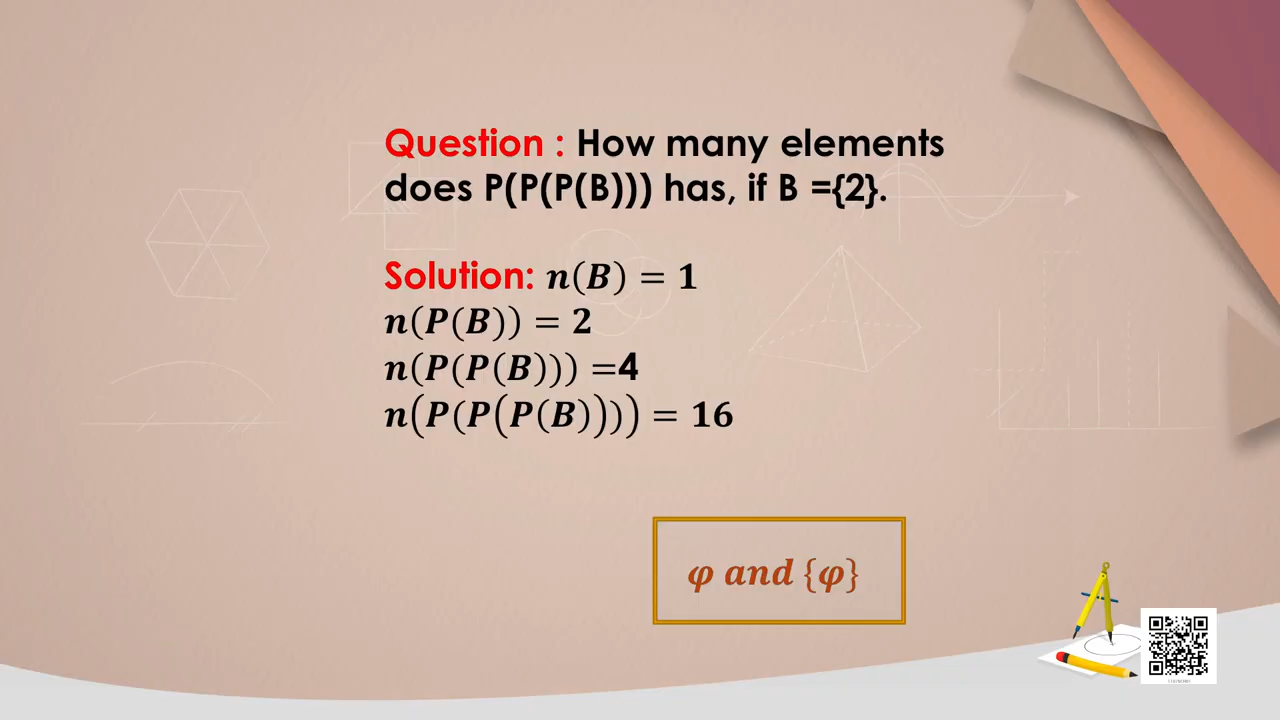 Question : How many elements
does P(P(P(B))) has, if B ={2}.
Solution: n(B) = 1
n(P(B)) = 2
n(P(P(B))) =4
n(P(P(P(B)))) = 16
φ and {φ}